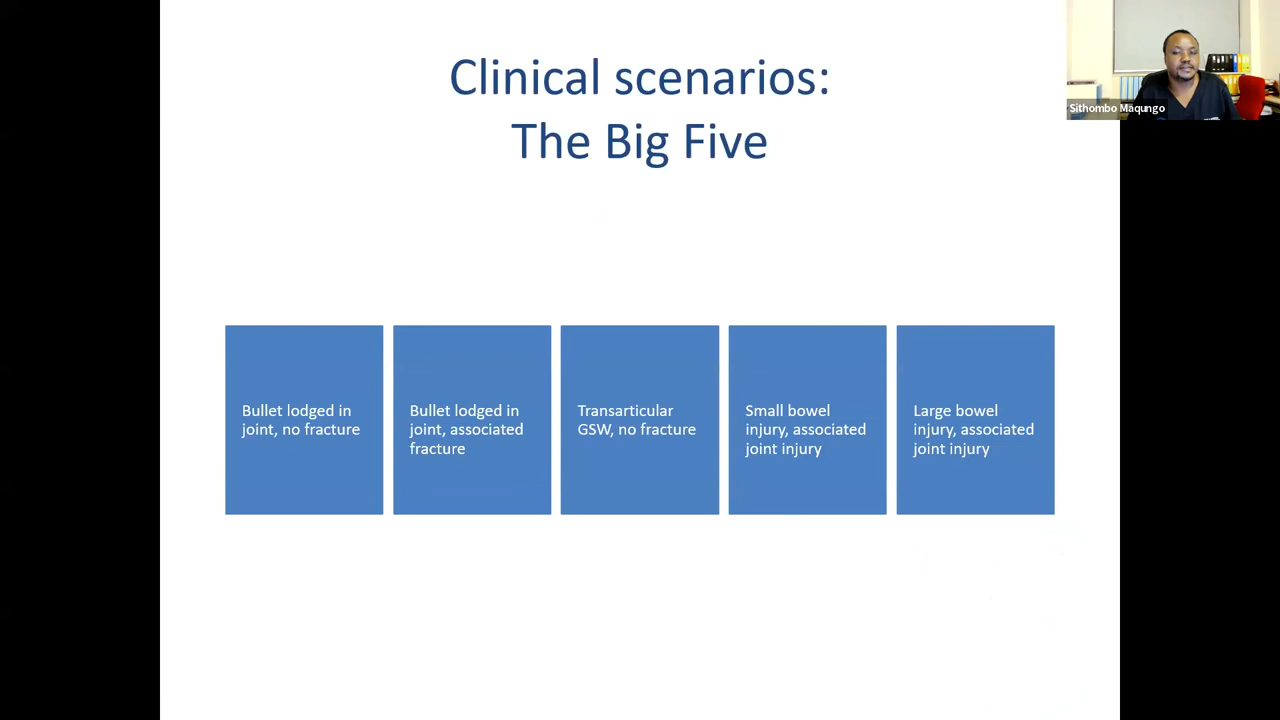 Clinical scenarios:
The Big Five
Sithombo Maqungo
Bullet lodged in
joint, no fracture
Bullet lodged in
joint, associated
fracture
Transarticular
GSW, no fracture
Small bowel
injury, associated
joint injury
Large bowel
injury, associated
joint injury